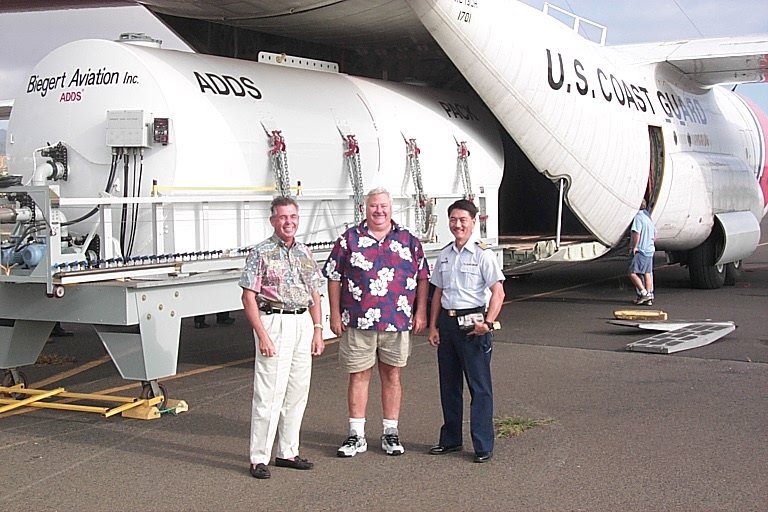 1701
U.S. COAST GUARD
Biegert Aviation Inc.
ADDS
ADDS
PACK